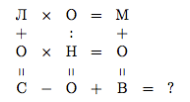 Л × О = М
+ : +
О × Н = О
= = =
С − О + В = ?